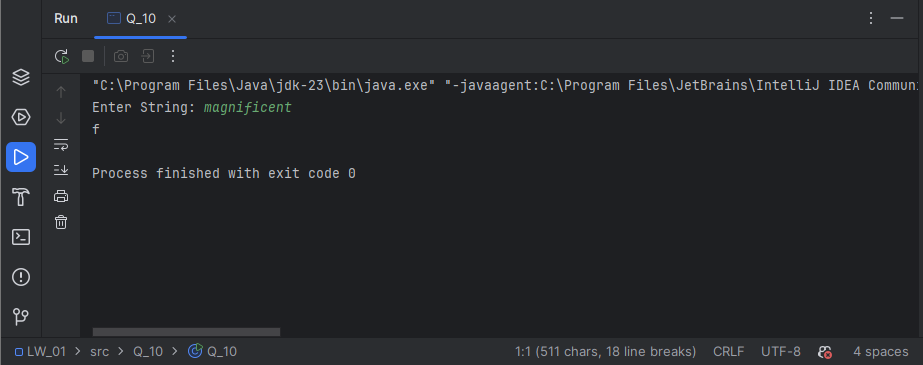 Run Q_10
"C:\Program Files\Java\jdk-23\bin\java.exe" "-javaagent:C:\Program Files\JetBrains\IntelliJ IDEA Communi
Enter String: magnificent
f
Process finished with exit code 0
LW_01 > src > Q_10 > Q_10 1:1 (511 chars, 18 line breaks) CRLF UTF-8 4 spaces